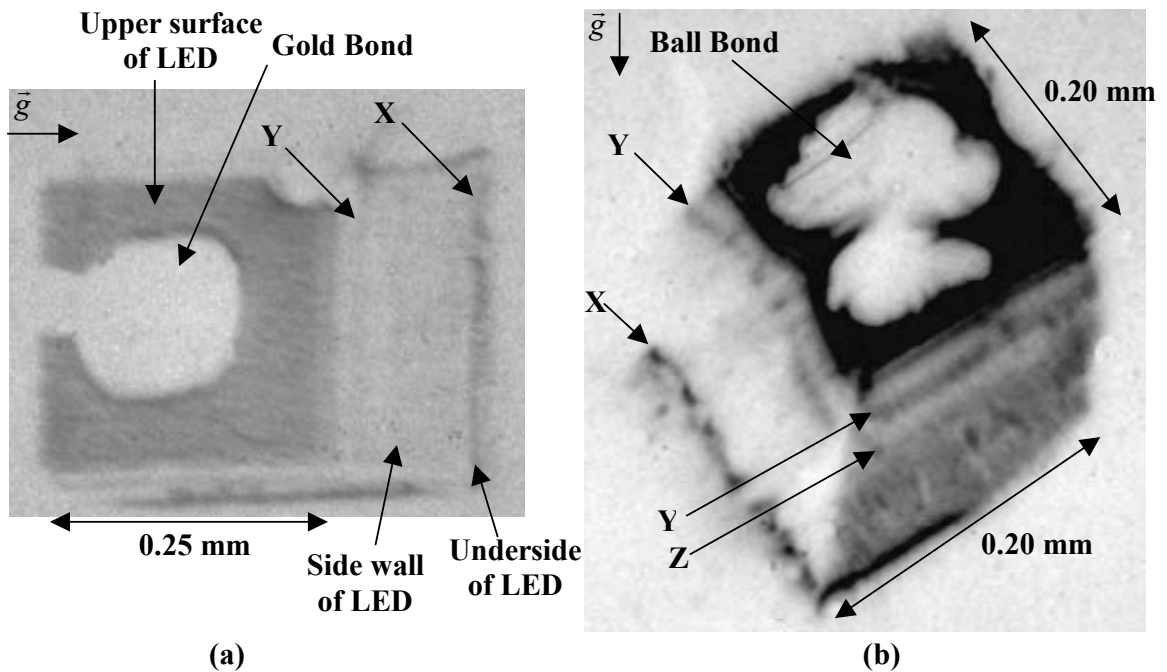 Upper surface
of LED
Gold Bond
g
Y
X
0.25 mm
Side wall
of LED
Underside
of LED
(a)
g
Ball Bond
0.20 mm
Y
X
Y
Z
0.20 mm
(b)